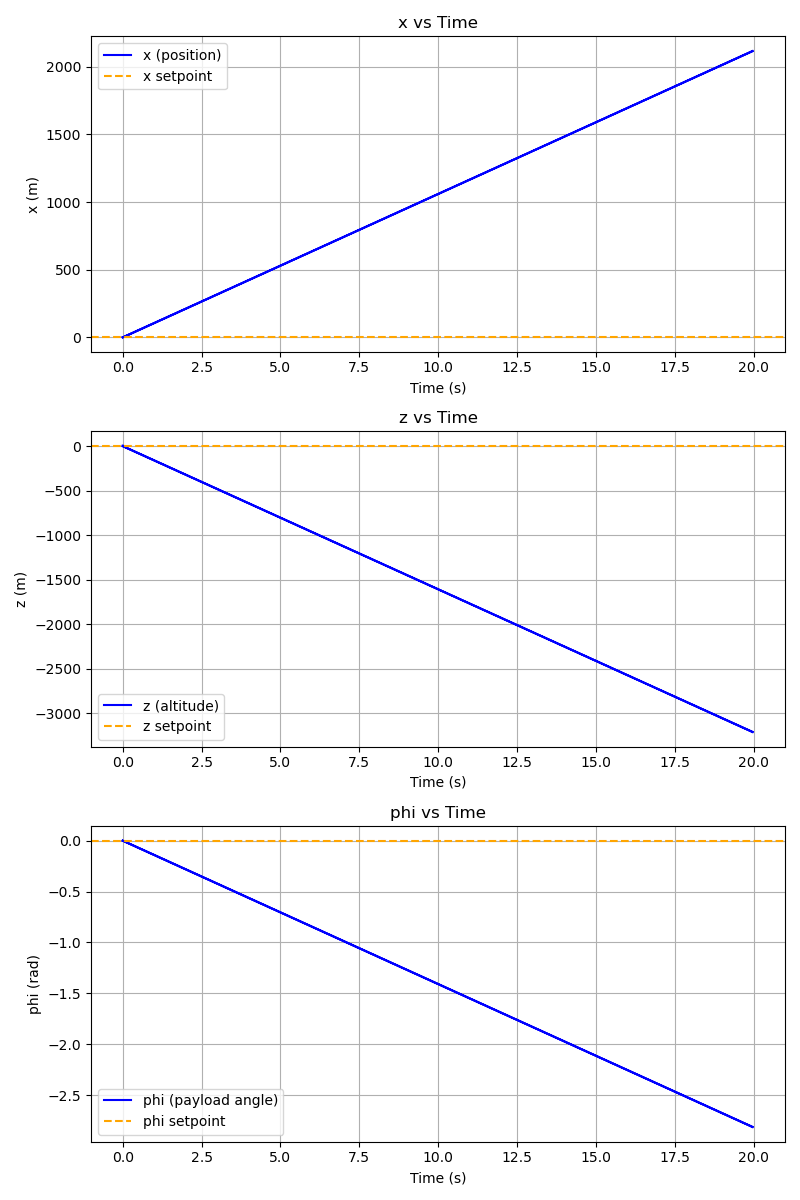 x vs Time
x (position)
x setpoint
2000
1500
1000
500
0
x (m)
0.0 2.5 5.0 7.5 10.0 12.5 15.0 17.5 20.0
Time (s)
z vs Time
0
−500
−1000
−1500
−2000
−2500
−3000
z (m)
z (altitude)
z setpoint
0.0 2.5 5.0 7.5 10.0 12.5 15.0 17.5 20.0
Time (s)
phi vs Time
0.0
−0.5
−1.0
−1.5
−2.0
−2.5
phi (rad)
phi (payload angle)
phi setpoint
0.0 2.5 5.0 7.5 10.0 12.5 15.0 17.5 20.0
Time (s)